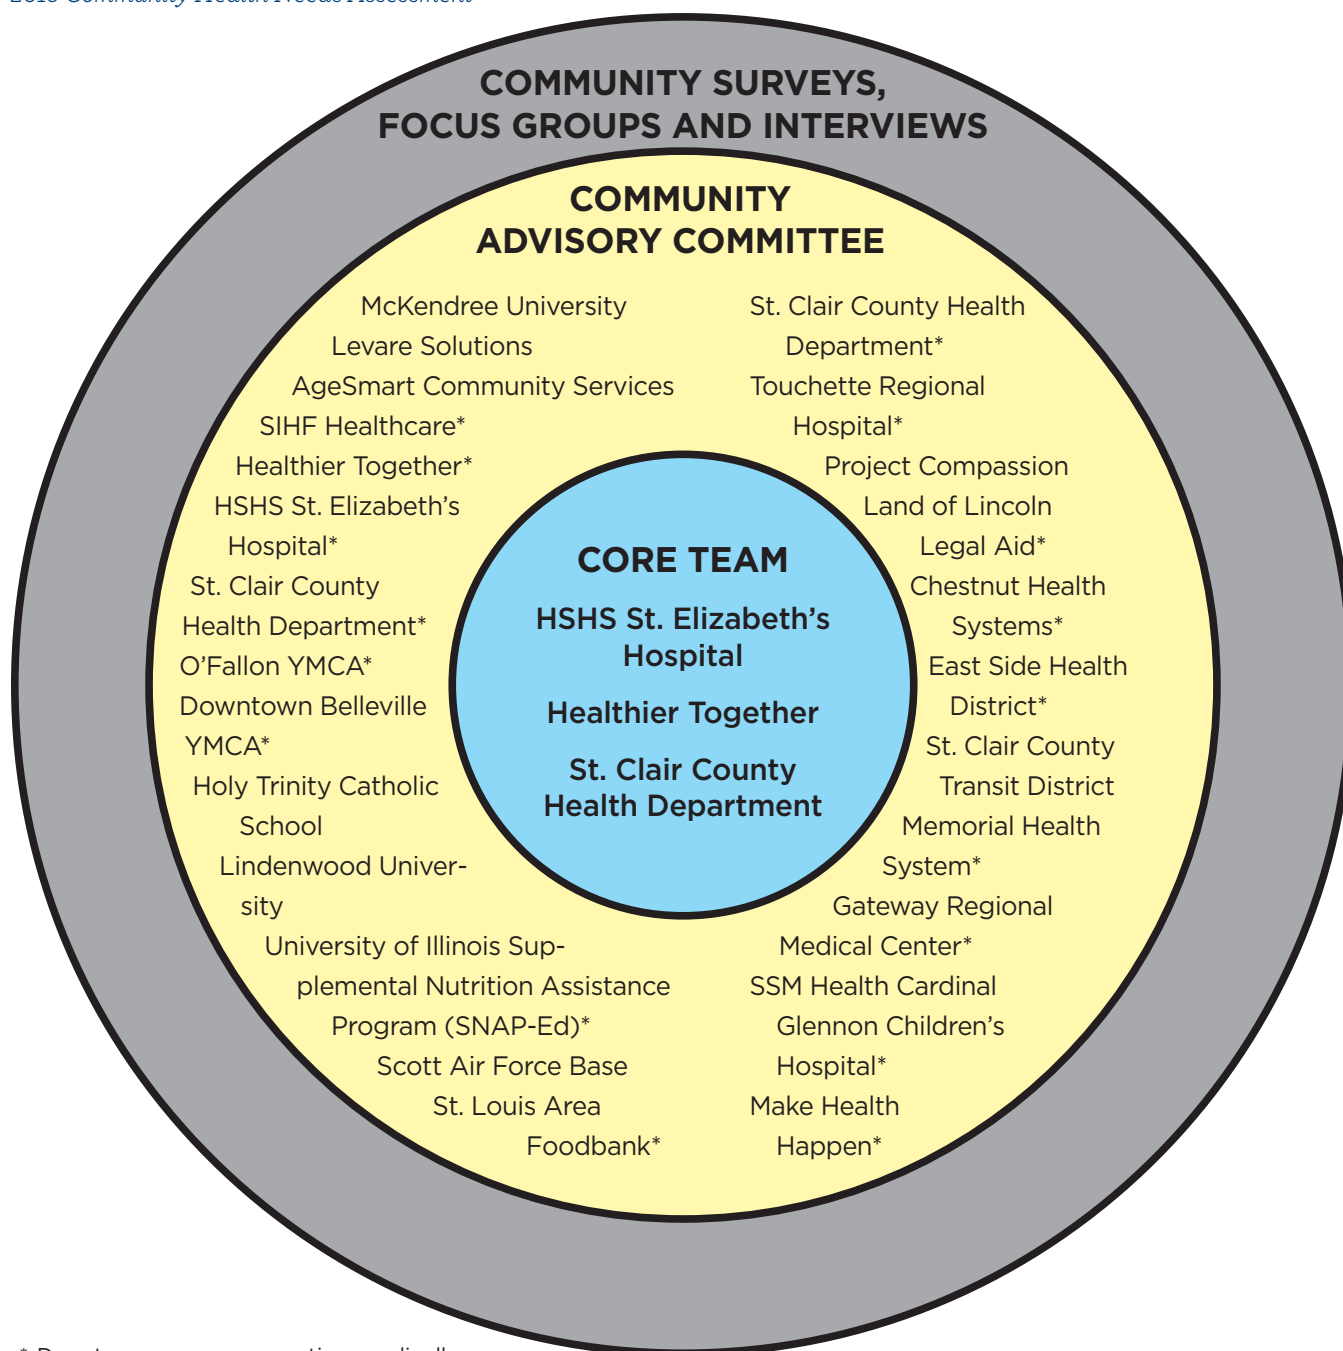 COMMUNITY SURVEYS,
FOCUS GROUPS AND INTERVIEWS
COMMUNITY
ADVISORY COMMITTEE
McKendree University
Levare Solutions
AgeSmart Community Services
SIHF Healthcare*
Healthier Together*
HSHS St. Elizabeth’s
Hospital*
St. Clair County
Health Department*
O’Fallon YMCA*
Downtown Belleville
YMCA*
Holy Trinity Catholic
School
Lindenwood Univer-
sity
University of Illinois Sup-
plemental Nutrition Assistance
Program (SNAP-Ed)*
Scott Air Force Base
St. Louis Area
Foodbank*
St. Clair County Health
Department*
Touchette Regional
Hospital*
Project Compassion
Land of Lincoln
Legal Aid*
Chestnut Health
Systems*
East Side Health
District*
St. Clair County
Transit District
Memorial Health
System*
Gateway Regional
Medical Center*
SSM Health Cardinal
Glennon Children’s
Hospital*
Make Health
Happen*
CORE TEAM
HSHS St. Elizabeth’s
Hospital
Healthier Together
St. Clair County
Health Department